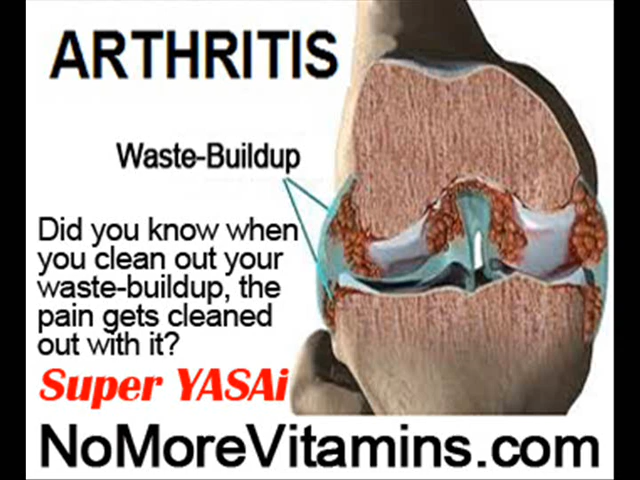 ARTHRITIS
Waste-Buildup
Did you know when
you clean out your
waste-buildup, the
pain gets cleaned
out with it?
Super YASAi
NoMoreVitamins.com